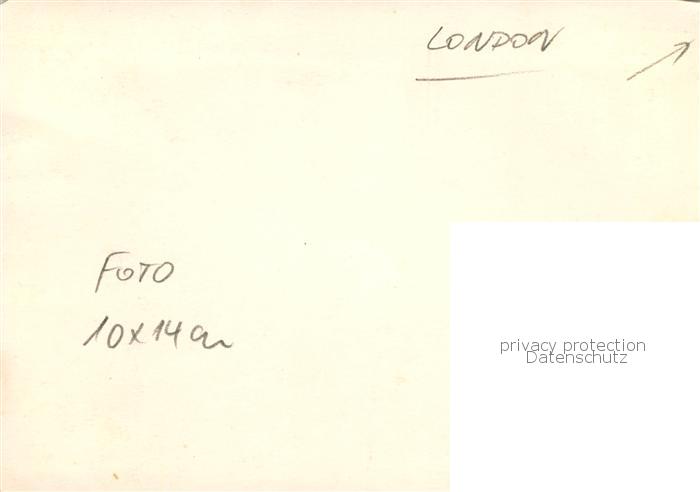 LONDON
FOTO
10x14cm
privacy protection
Datenschutz